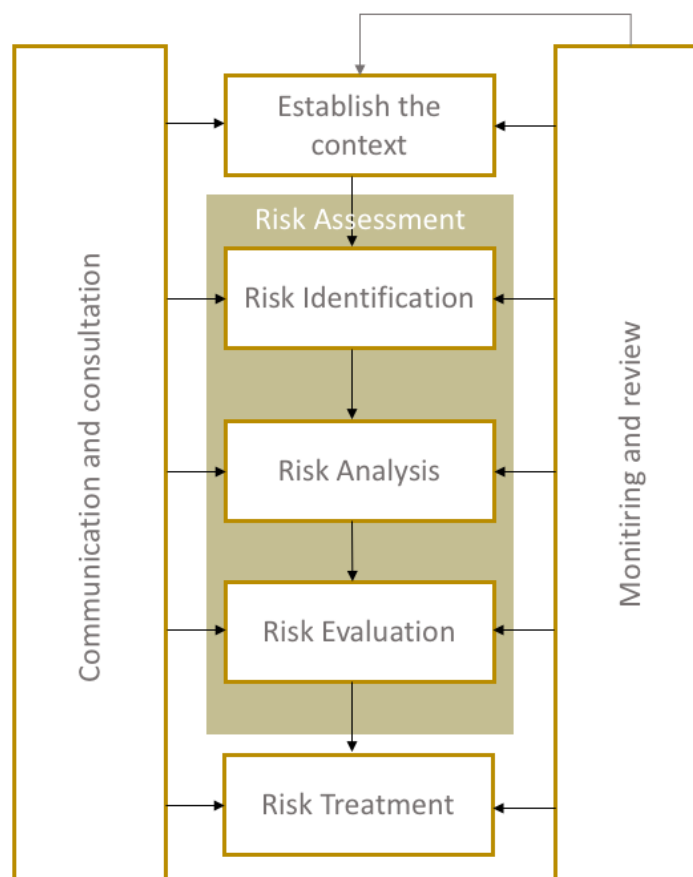 Establish the
context
Risk Assessment
Risk Identification
Risk Analysis
Risk Evaluation
Risk Treatment
Communication and consultation
Monitiring and review